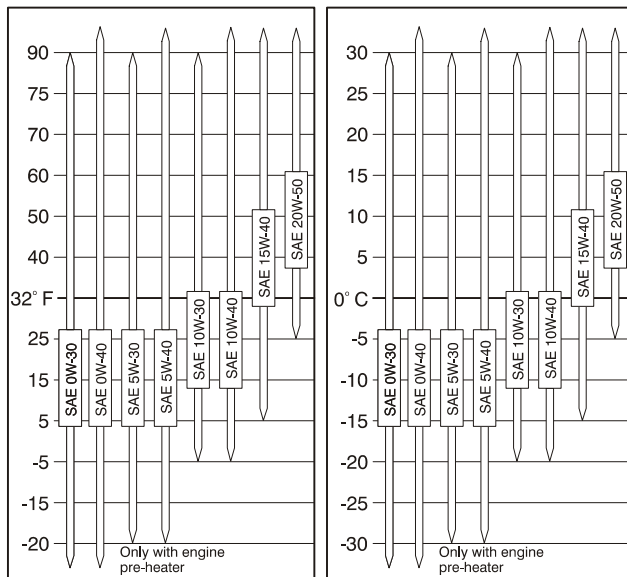 90
75
70
60
50
40
32° F
25
15
5
-5
-15
-20
SAE 0W-30
SAE 0W-40
SAE 5W-30
SAE 5W-40
SAE 10W-30
SAE 10W-40
SAE 15W-40
SAE 20W-50
Only with engine
pre-heater
30
25
20
15
10
5
0° C
-5
-10
-15
-20
-25
-30
SAE 0W-30
SAE 0W-40
SAE 5W-30
SAE 5W-40
SAE 10W-30
SAE 10W-40
SAE 15W-40
SAE 20W-50
Only with engine
pre-heater